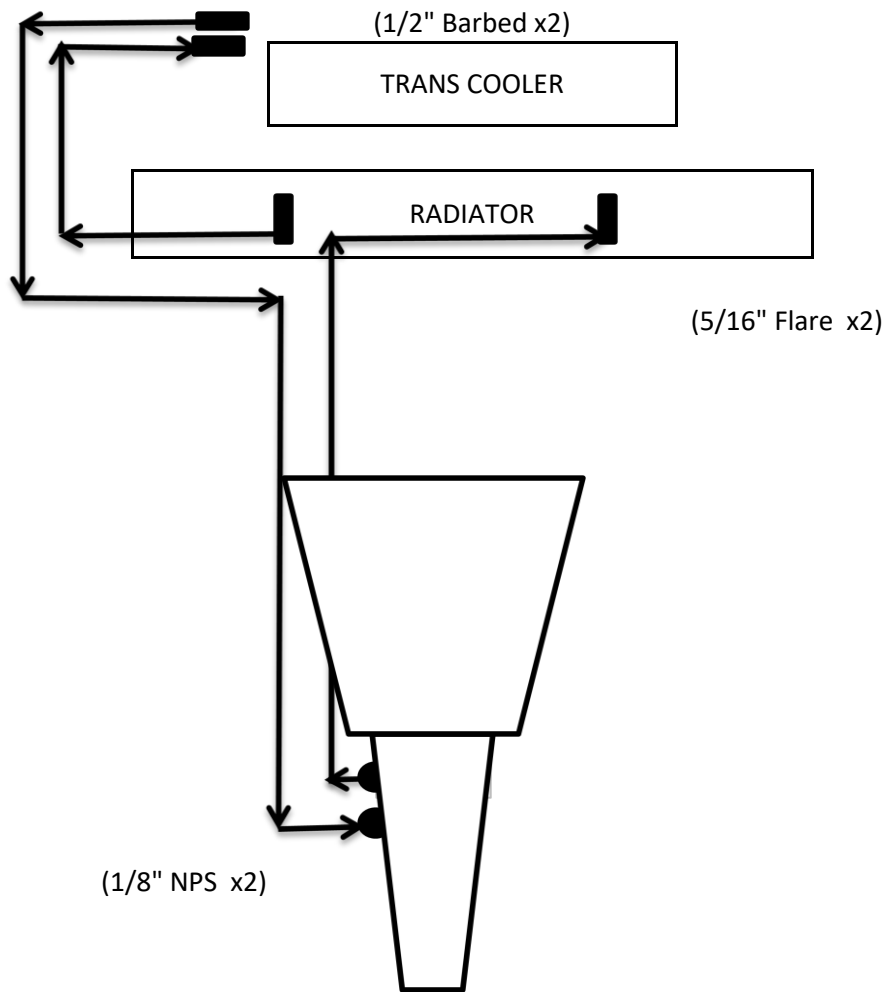 (1/2" Barbed x2)
TRANS COOLER
RADIATOR
(5/16" Flare  x2)
(1/8" NPS  x2)